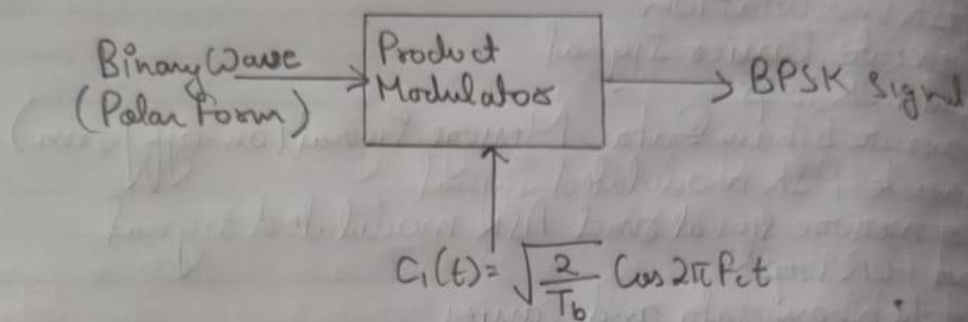 Binary Wave
(Polar Form)
Product
Modulator
BPSK Signal
C₁(t) = √(2/T_b) Cos 2πf_ct